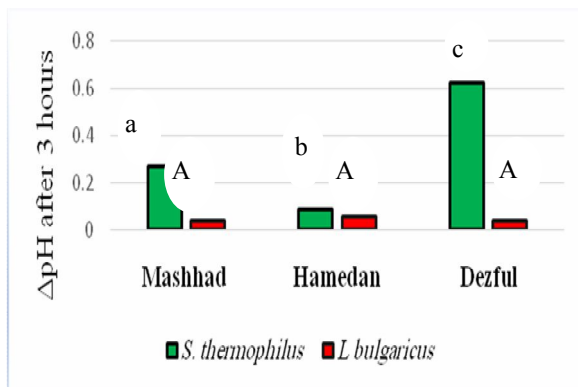 0.8
c
0.6
0.4
a
b
A
A
A
0.2
0
ΔpH after 3 hours
Mashhad
Hamedan
Dezful
S. thermophilus
L bulgaricus